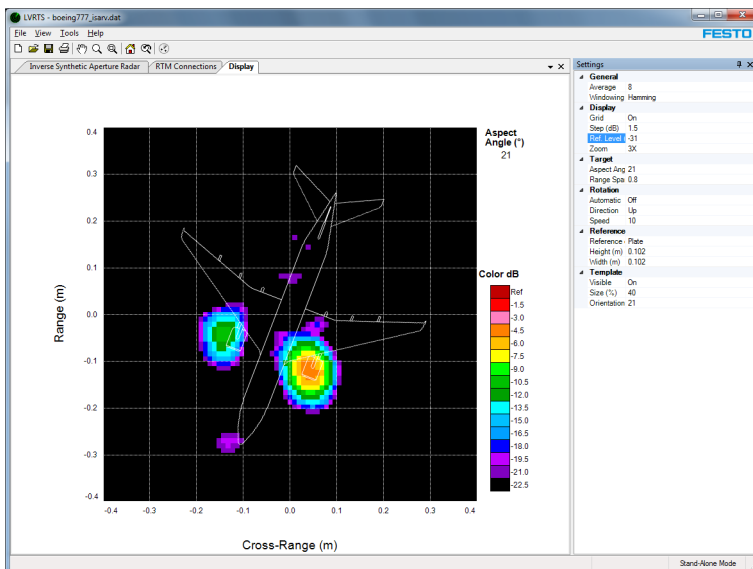 LVRTS - boeing777_isarv.dat
File View Tools Help
FESTO
Inverse Synthetic Aperture Radar RTM Connections Display
Aspect
Angle (°)
21
0.4
0.3
0.2
0.1
0.0
-0.1
-0.2
-0.3
-0.4
-0.4 -0.3 -0.2 -0.1 0.0 0.1 0.2 0.3 0.4
Range (m)
Cross-Range (m)
Color dB
Ref
-1.5
-3.0
-4.5
-6.0
-7.5
-9.0
-10.5
-12.0
-13.5
-15.0
-16.5
-18.0
-19.5
-21.0
-22.5
Settings
General
Average 8
Windowing Hamming
Display
Grid On
Step (dB) 1.5
Ref. Level ( -31
Zoom 3X
Target
Aspect Ang 21
Range Spa 0.8
Rotation
Automatic Off
Direction Up
Speed 10
Reference
Reference ( Plate
Height (m) 0.102
Width (m) 0.102
Template
Visible On
Size (%) 40
Orientation 21
Stand-Alone Mode